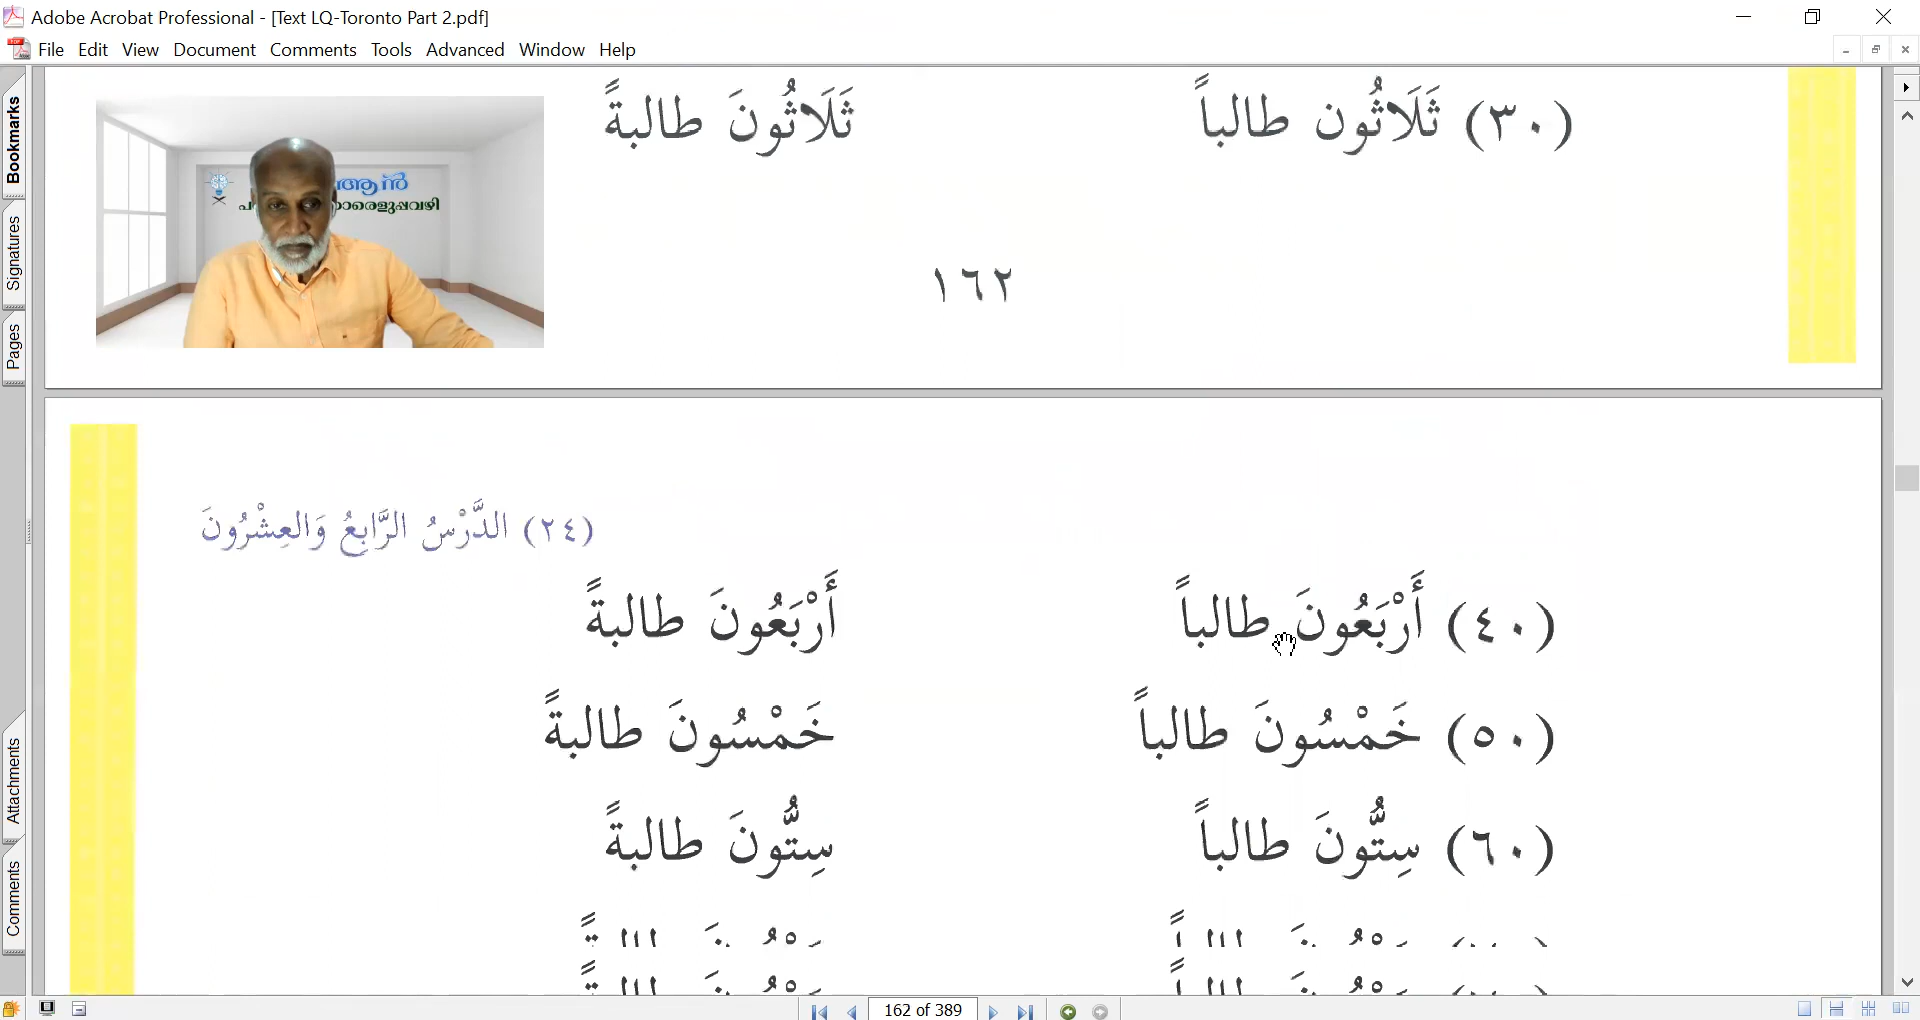 Adobe Acrobat Professional - [Text LQ-Toronto Part 2.pdf]
File Edit View Document Comments Tools Advanced Window Help
Bookmarks
Signatures
Pages
Attachments
Comments
(٣٠) ثَلَاثُون طالباً ثَلَاثُونَ طالبةً
ആൻ
١٦٢
(٢٤) الدَّرْسُ الرَّابِعُ وَالعِشْرُونَ
(٤٠) أَرْبَعُونَ طالباً أَرْبَعُونَ طالبةً
(٥٠) خَمْسُونَ طالباً خَمْسُونَ طالبةً
(٦٠) سِتُّونَ طالباً سِتُّونَ طالبةً
162 of 389